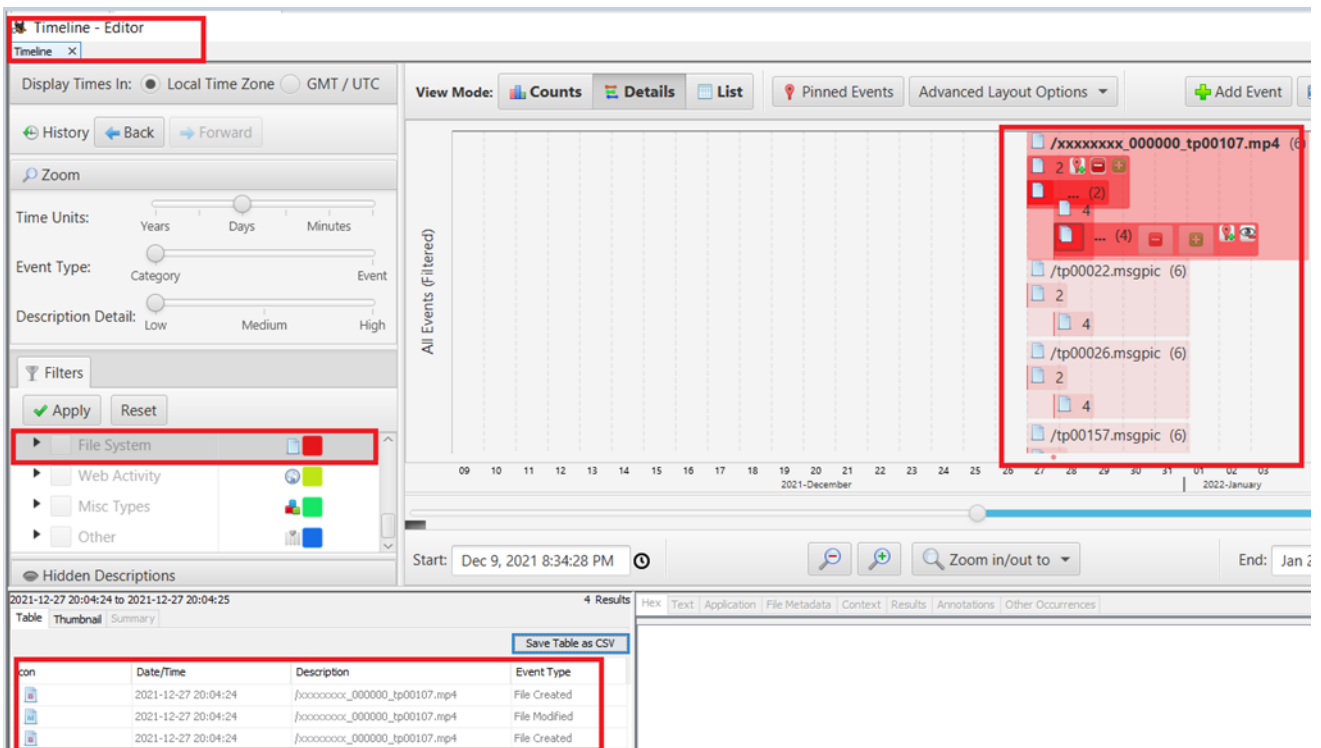 Timeline - Editor
Timeline X
Display Times In: Local Time Zone GMT / UTC
History Back Forward
Zoom
Time Units: Years Days Minutes
Event Type: Category Event
Description Detail: Low Medium High
Filters
Apply Reset
File System
Web Activity
Misc Types
Other
Hidden Descriptions
View Mode: Counts Details List Pinned Events Advanced Layout Options Add Event
All Events (Filtered)
/xxxxxxxx_000000_tp00107.mp4 (6)
2
... (2)
4
... (4)
/tp00022.msgpic (6)
2
4
/tp00026.msgpic (6)
2
4
/tp00157.msgpic (6)
09 10 11 12 13 14 15 16 17 18 19 20 21 22 23 24 25 26 27 28 29 30 31 01 02 03
2021-December 2022-January
Start: Dec 9, 2021 8:34:28 PM Zoom in/out to End: Jan 2
2021-12-27 20:04:24 to 2021-12-27 20:04:25 4 Results
Table Thumbnail Summary
Save Table as CSV
con Date/Time Description Event Type
2021-12-27 20:04:24 /xxxxxxxx_000000_tp00107.mp4 File Created
2021-12-27 20:04:24 /xxxxxxxx_000000_tp00107.mp4 File Modified
2021-12-27 20:04:24 /xxxxxxxx_000000_tp00107.mp4 File Created
Hex Text Application File Metadata Context Results Annotations Other Occurrences